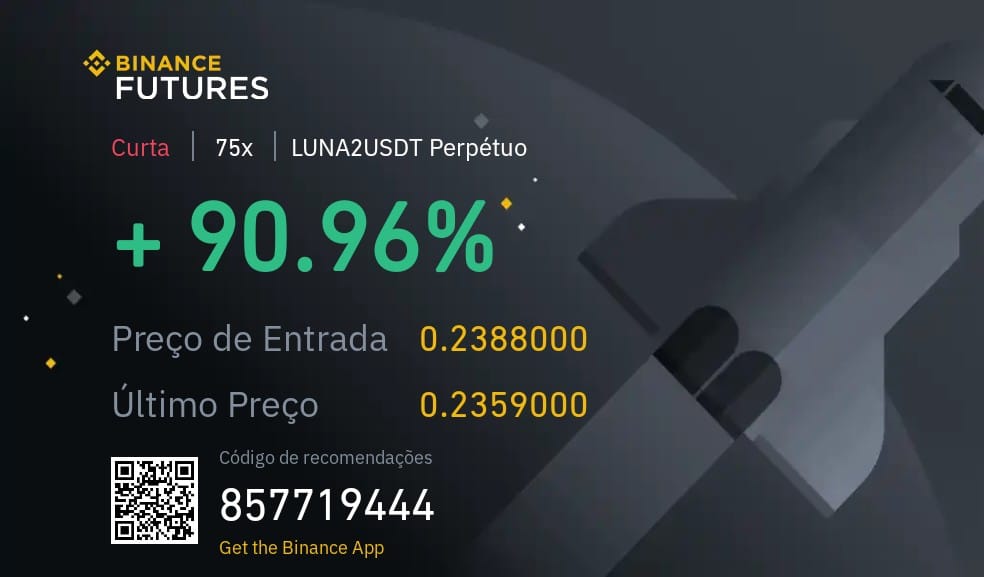 BINANCE
FUTURES
Curta | 75x | LUNA2USDT Perpétuo
+ 90.96%
Preço de Entrada 0.2388000
Último Preço 0.2359000
Código de recomendações
857719444
Get the Binance App